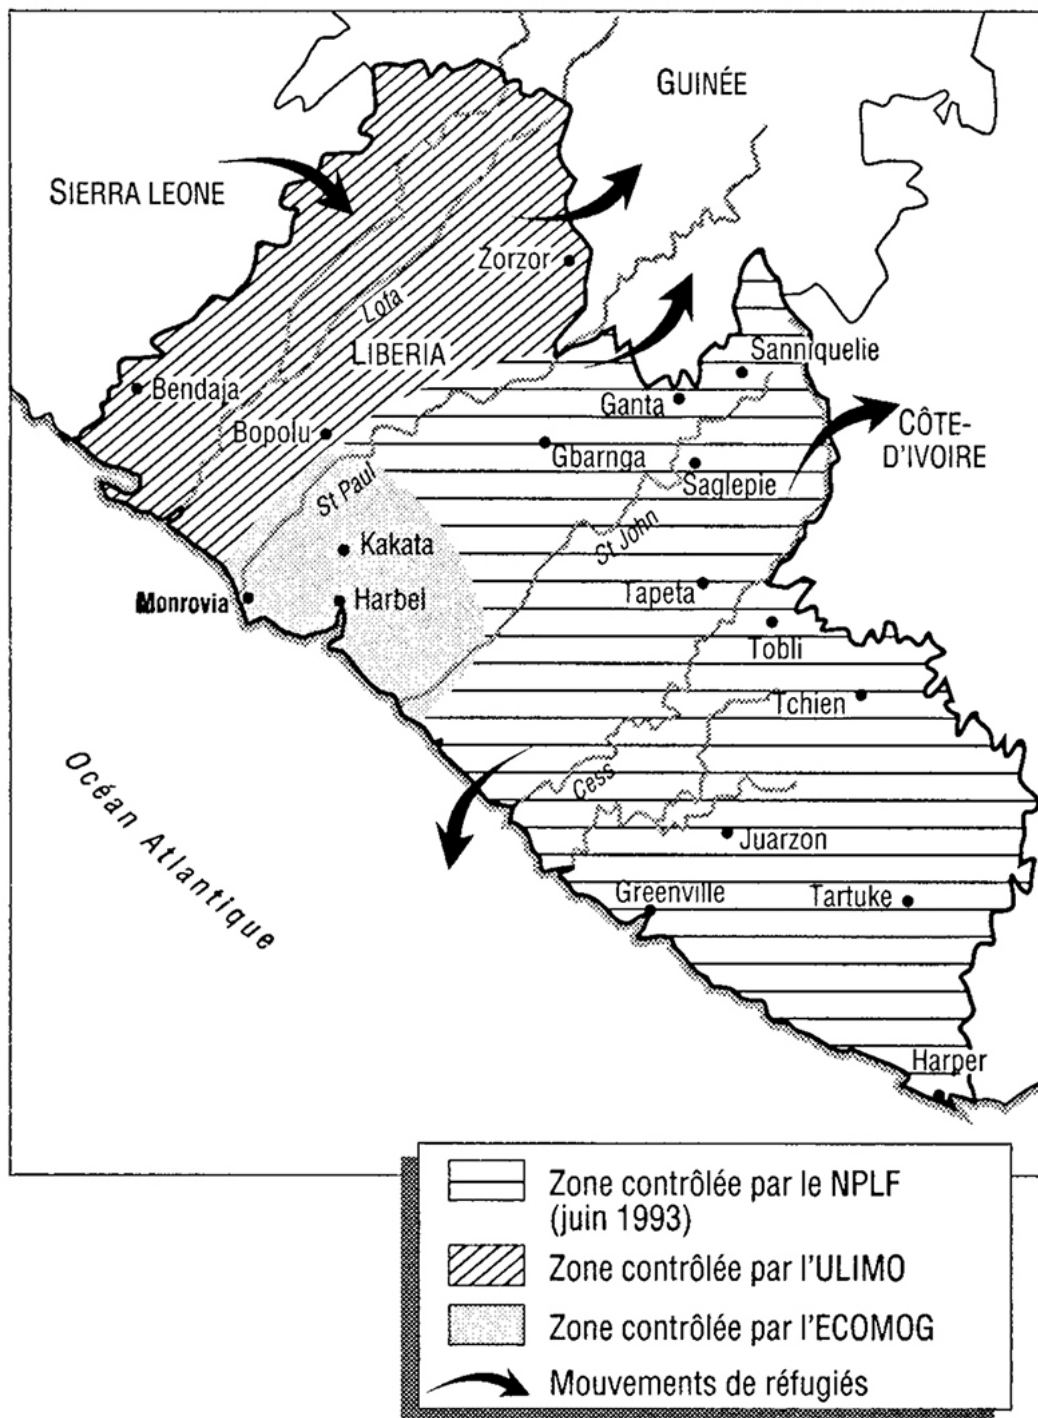 GUINÉE
SIERRA LEONE
Zorzor
Lofa
LIBERIA
Sanniquelie
Bendaja
Ganta
CÔTE-
D'IVOIRE
Bopolu
Gbarnga
Saglepie
St Paul
St John
Kakata
Monrovia
Harbel
Tapeta
Tobli
Tchien
Océan Atlantique
Cess
Juarzon
Greenville
Tartuke
Harper
Zone contrôlée par le NPLF
(juin 1993)
Zone contrôlée par l'ULIMO
Zone contrôlée par l'ECOMOG
Mouvements de réfugiés